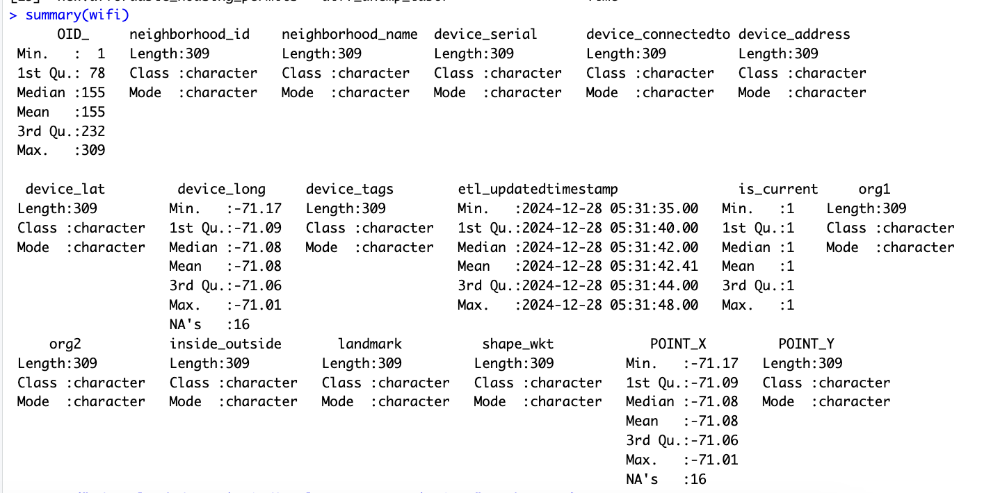 > summary(wifi)
OID_ neighborhood_id neighborhood_name device_serial device_connectedto device_address
Min. : 1 Length:309 Length:309 Length:309 Length:309 Length:309
1st Qu.: 78 Class :character Class :character Class :character Class :character Class :character
Median :155 Mode :character Mode :character Mode :character Mode :character Mode :character
Mean :155
3rd Qu.:232
Max. :309
device_lat device_long device_tags etl_updatedtimestamp is_current org1
Length:309 Min. :-71.17 Length:309 Min. :2024-12-28 05:31:35.00 Min. :1 Length:309
Class :character 1st Qu.:-71.09 Class :character 1st Qu.:2024-12-28 05:31:40.00 1st Qu.:1 Class :character
Mode :character Median :-71.08 Mode :character Median :2024-12-28 05:31:42.00 Median :1 Mode :character
Mean :-71.08 Mean :2024-12-28 05:31:42.41 Mean :1
3rd Qu.:-71.06 3rd Qu.:2024-12-28 05:31:44.00 3rd Qu.:1
Max. :-71.01 Max. :2024-12-28 05:31:48.00 Max. :1
NA's :16
org2 inside_outside landmark shape_wkt POINT_X POINT_Y
Length:309 Length:309 Length:309 Length:309 Min. :-71.17 Length:309
Class :character Class :character Class :character Class :character 1st Qu.:-71.09 Class :character
Mode :character Mode :character Mode :character Mode :character Median :-71.08 Mode :character
Mean :-71.08
3rd Qu.:-71.06
Max. :-71.01
NA's :16